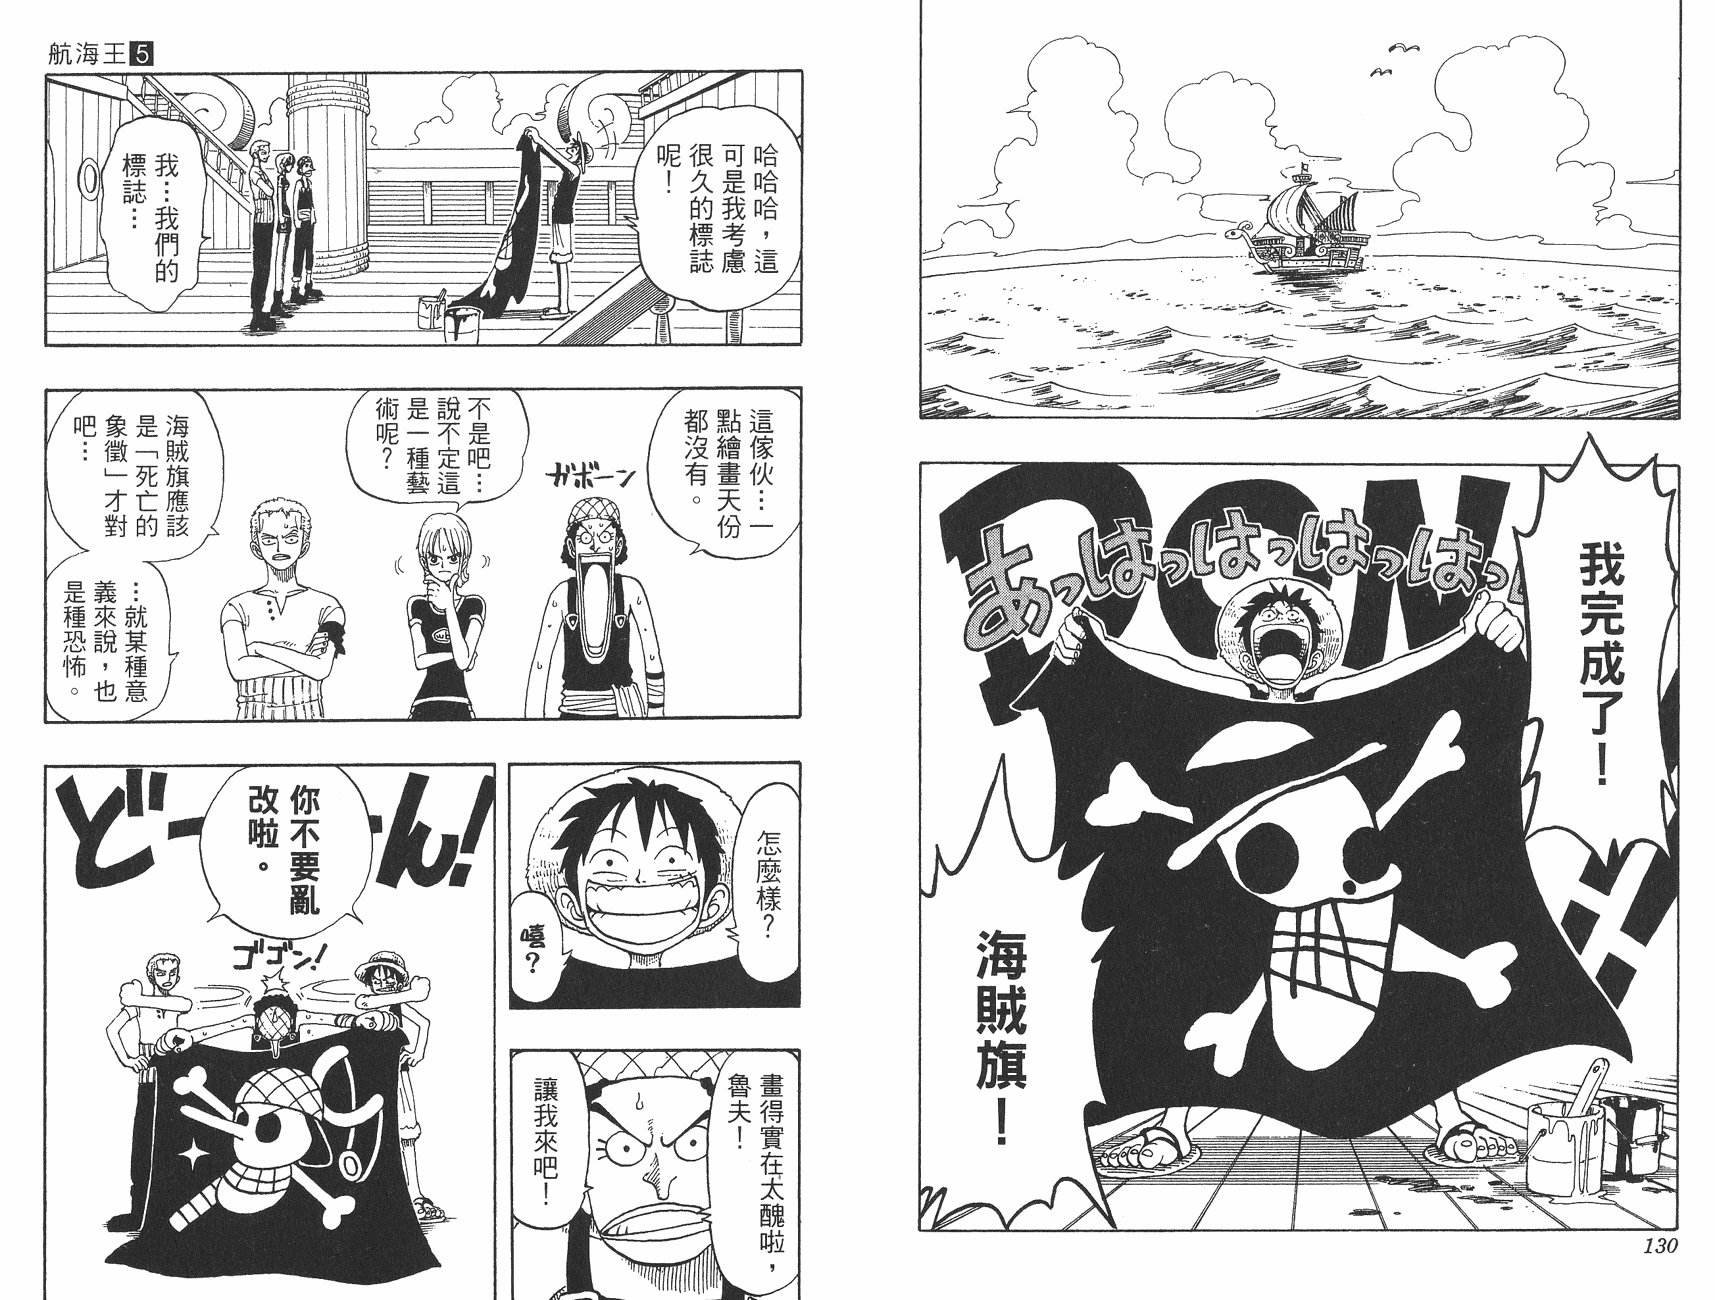 我完成了！
海賊旗！
DON!!
あっはっはっはっはっ
130
航海王5
哈哈哈，這
可是我考慮
很久的標誌
呢！
我…我們的
標誌…
這傢伙…一
點繪畫天份
都沒有。
ガボーン
不是吧…
說不定這
是一種藝
術呢？
海賊旗應該
是「死亡的
象徵」才對
吧…
…就某種意
義來說，也
是種恐怖。
怎麼樣？
嘻？
畫得實在太醜啦，
魯夫！
讓我來吧！
你不要亂
改啦。
どーーん！
ゴゴン！